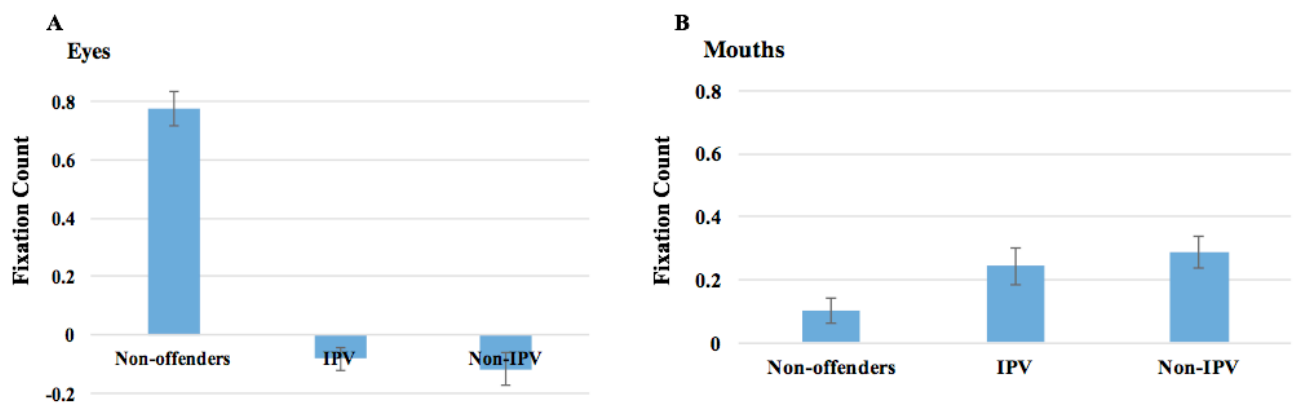 A
Eyes
Fixation Count
0.8
0.6
0.4
0.2
0
-0.2
Non-offenders IPV Non-IPV
B
Mouths
Fixation Count
0.8
0.6
0.4
0.2
0
Non-offenders IPV Non-IPV